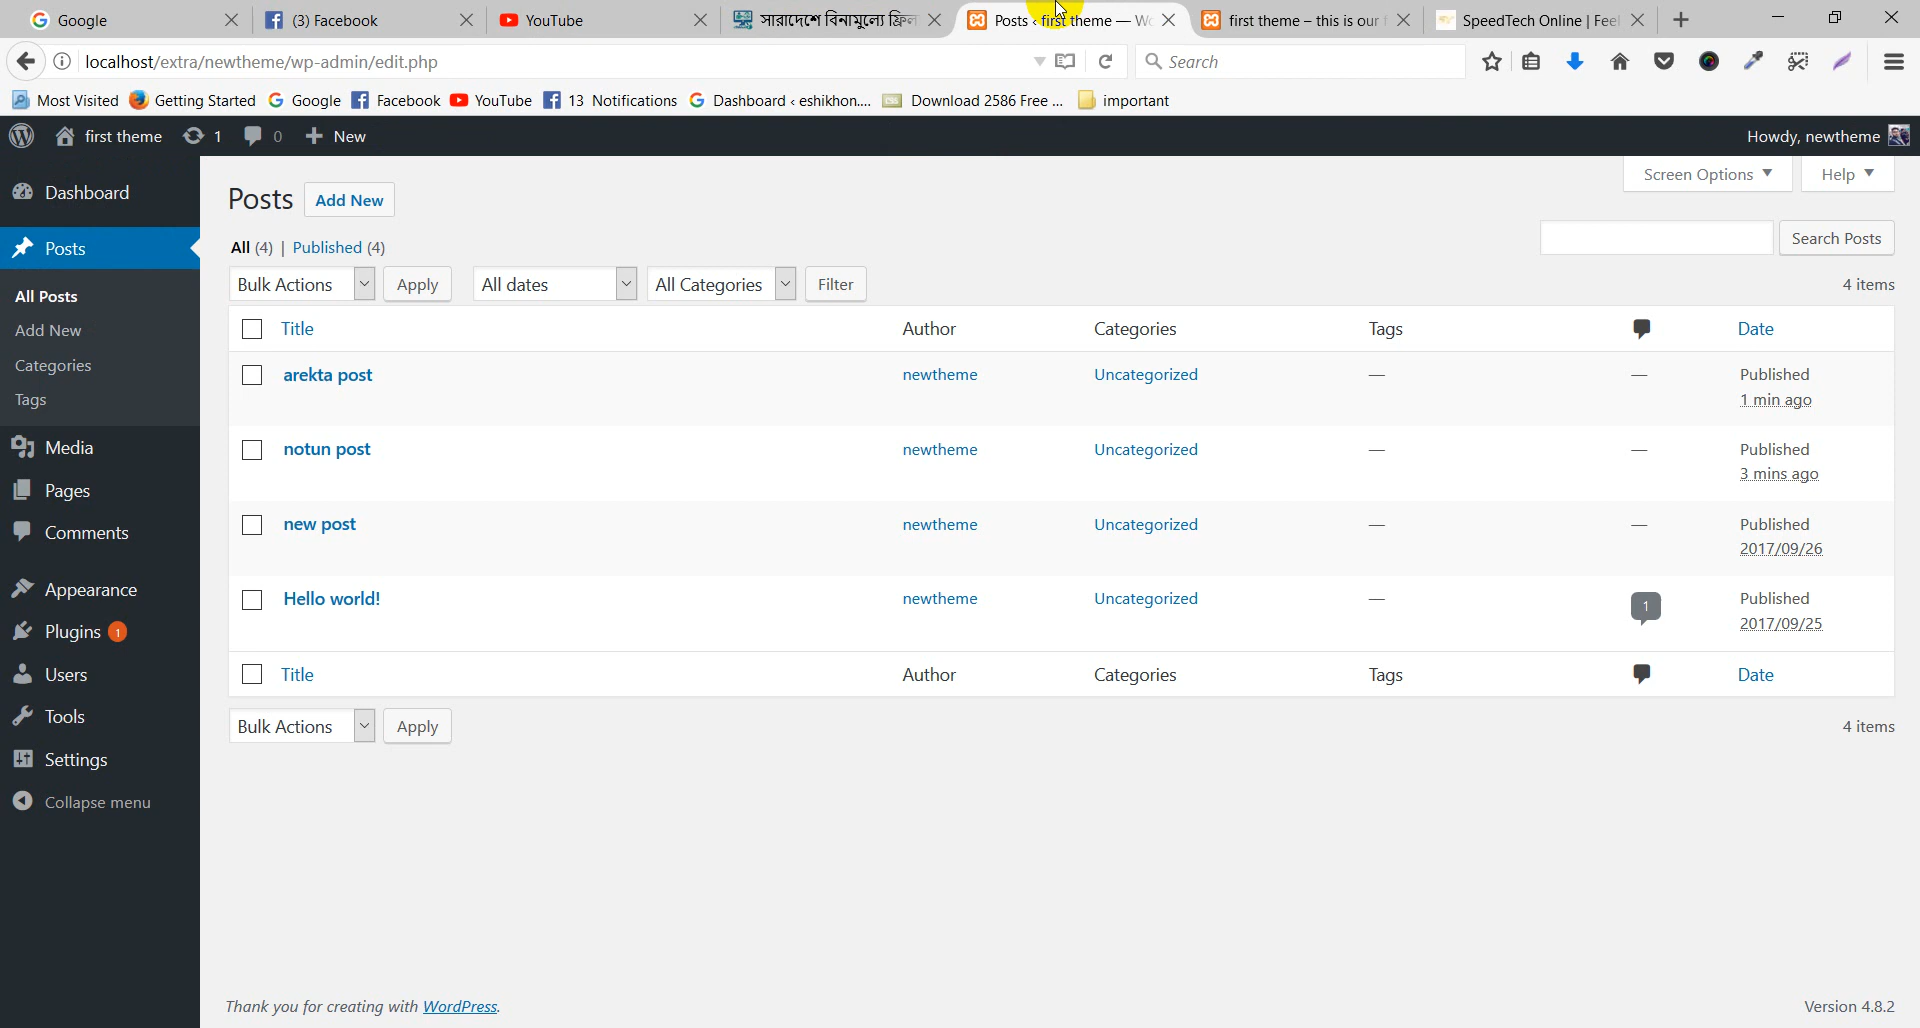 Google
(3) Facebook
YouTube
সারাদেশে বিনামূল্যে ফ্রিল
Posts ‹ first theme — Wo
first theme – this is our f
SpeedTech Online | Feel
localhost/extra/newtheme/wp-admin/edit.php
Search
Most Visited
Getting Started
Google
Facebook
YouTube
13 Notifications
Dashboard ‹ eshikhon....
Download 2586 Free ...
important
first theme
1
0
New
Howdy, newtheme
Screen Options
Help
Dashboard
Posts
All Posts
Add New
Categories
Tags
Media
Pages
Comments
Appearance
Plugins 1
Users
Tools
Settings
Collapse menu
Posts Add New
All (4) | Published (4)
Search Posts
Bulk Actions Apply All dates All Categories Filter
4 items
Title Author Categories Tags Date
arekta post newtheme Uncategorized — — Published
1 min ago
notun post newtheme Uncategorized — — Published
3 mins ago
new post newtheme Uncategorized — — Published
2017/09/26
Hello world! newtheme Uncategorized — 1 Published
2017/09/25
Title Author Categories Tags Date
Bulk Actions Apply
4 items
Thank you for creating with WordPress.
Version 4.8.2